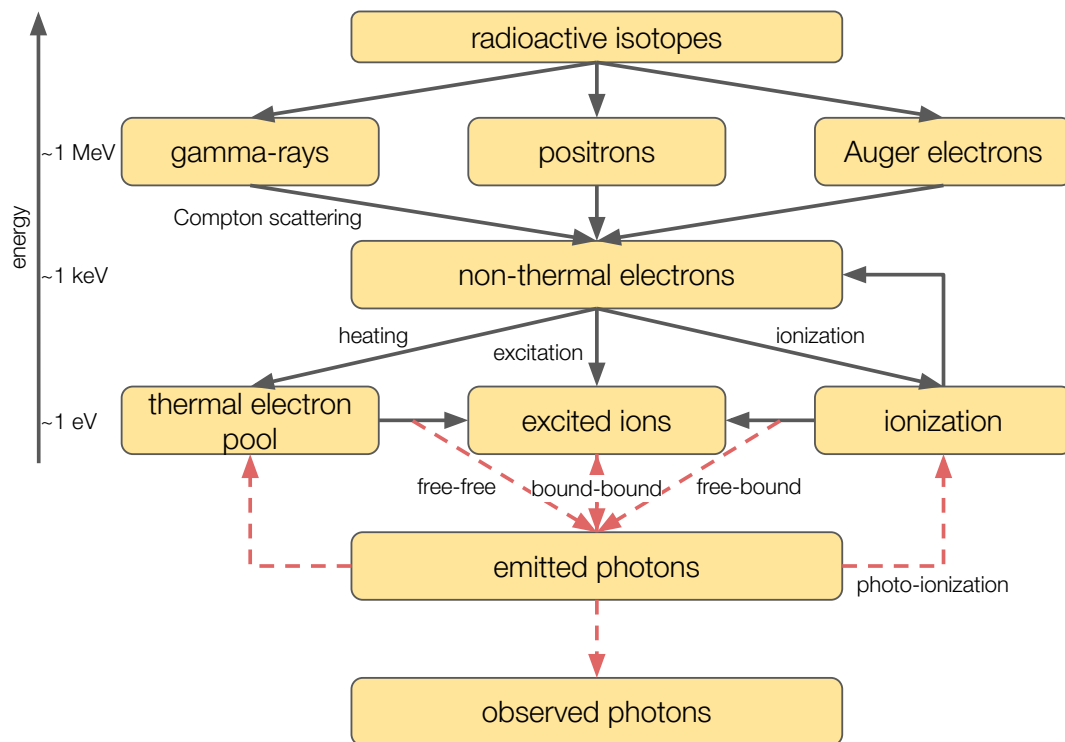 radioactive isotopes
~1 MeV
gamma-rays
positrons
Auger electrons
Compton scattering
energy
~1 keV
non-thermal electrons
heating
excitation
ionization
~1 eV
thermal electron
pool
excited ions
ionization
free-free
bound-bound
free-bound
emitted photons
photo-ionization
observed photons